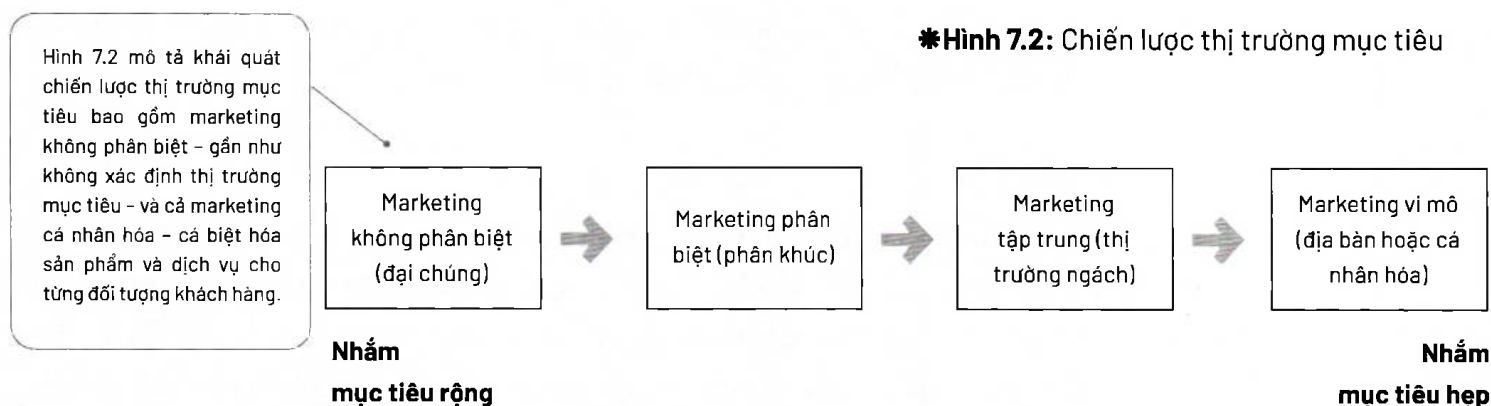 ✱Hình 7.2: Chiến lược thị trường mục tiêu
Hình 7.2 mô tả khái quát
chiến lược thị trường mục
tiêu bao gồm marketing
không phân biệt – gần như
không xác định thị trường
mục tiêu – và cả marketing
cá nhân hóa – cá biệt hóa
sản phẩm và dịch vụ cho
từng đối tượng khách hàng.
Marketing
không phân biệt
(đại chúng)
Marketing phân
biệt (phân khúc)
Marketing
tập trung (thị
trường ngách)
Marketing vi mô
(địa bàn hoặc cá
nhân hóa)
Nhắm
mục tiêu rộng
Nhắm
mục tiêu hẹp